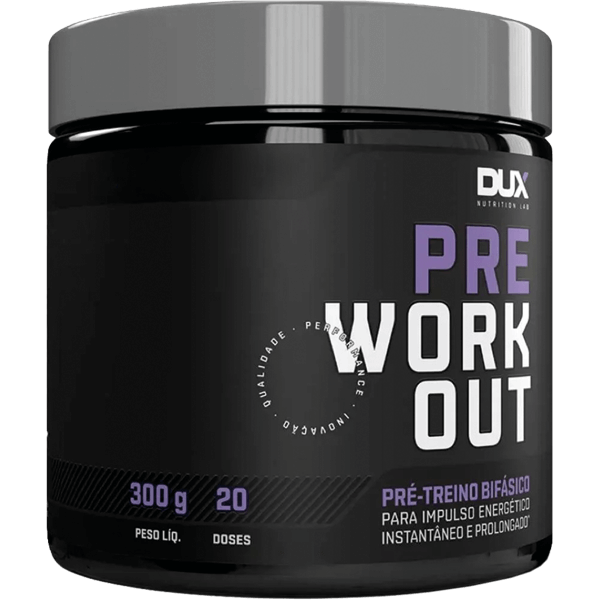 DUX
NUTRITION LAB
PRE
WORK
OUT
QUALIDADE · PERFORMANCE · INOVAÇÃO ·
PRÉ-TREINO BIFÁSICO
PARA IMPULSO ENERGÉTICO
INSTANTÂNEO E PROLONGADO*
300 g 20
PESO LÍQ. DOSES